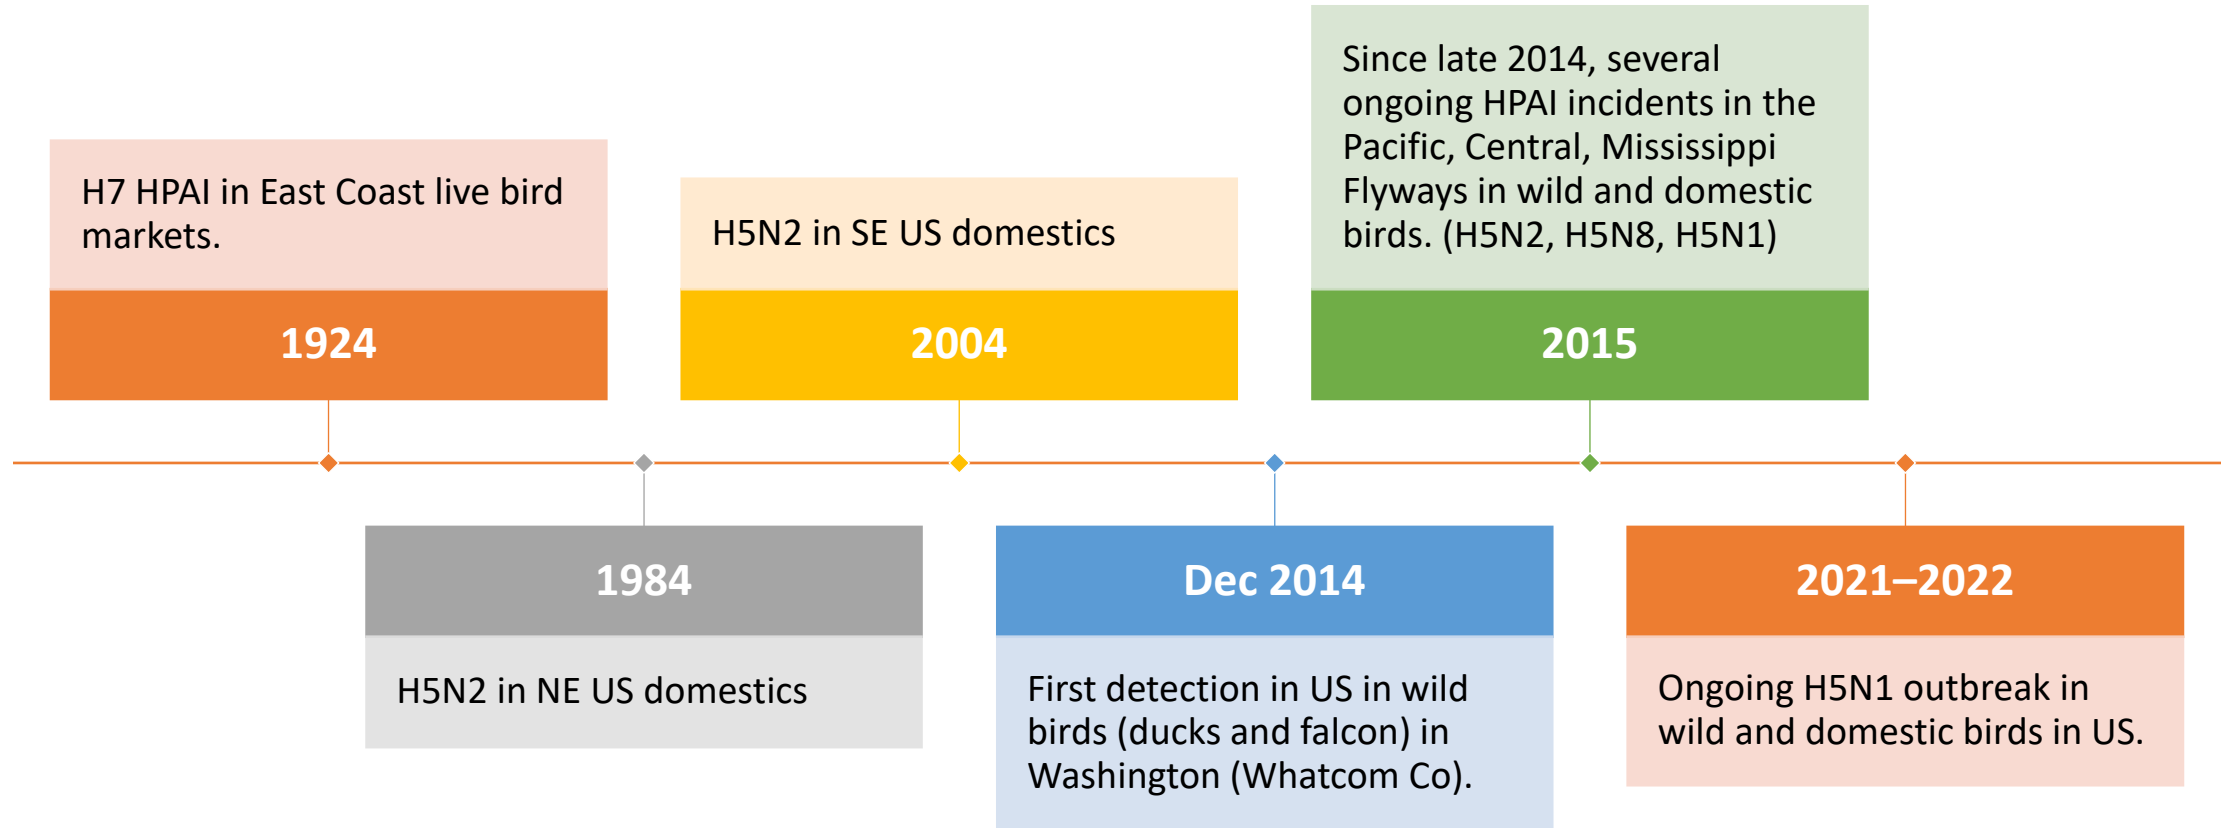 H7 HPAI in East Coast live bird
markets.
1924
1984
H5N2 in NE US domestics
H5N2 in SE US domestics
2004
Dec 2014
First detection in US in wild
birds (ducks and falcon) in
Washington (Whatcom Co).
Since late 2014, several
ongoing HPAI incidents in the
Pacific, Central, Mississippi
Flyways in wild and domestic
birds. (H5N2, H5N8, H5N1)
2015
2021–2022
Ongoing H5N1 outbreak in
wild and domestic birds in US.